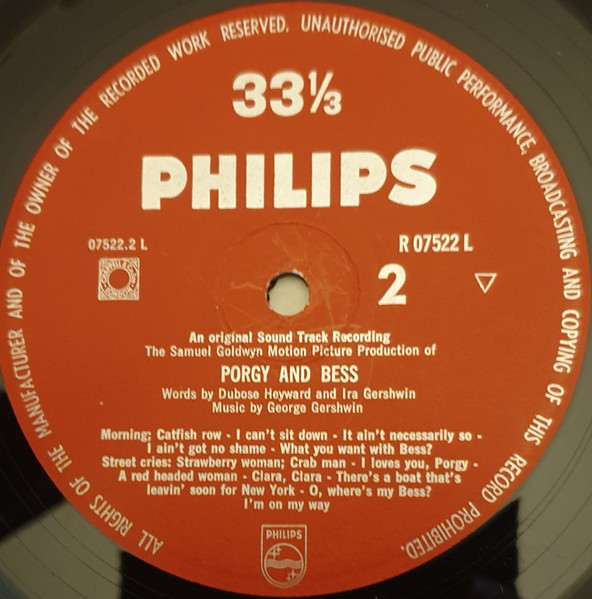 ALL RIGHTS OF THE MANUFACTURER AND OF THE OWNER OF THE RECORDED WORK RESERVED. UNAUTHORISED PUBLIC PERFORMANCE, BROADCASTING AND COPYING OF THIS RECORD PROHIBITED.
33⅓
PHILIPS
07522.2 L
R 07522 L
2
An original Sound Track Recording
The Samuel Goldwyn Motion Picture Production of
PORGY AND BESS
Words by Dubose Heyward and Ira Gershwin
Music by George Gershwin
Morning; Catfish row - I can't sit down - It ain't necessarily so -
I ain't got no shame - What you want with Bess?
Street cries: Strawberry woman; Crab man - I loves you, Porgy -
A red headed woman - Clara, Clara - There's a boat that's
leavin' soon for New York - O, where's my Bess?
I'm on my way
PHILIPS